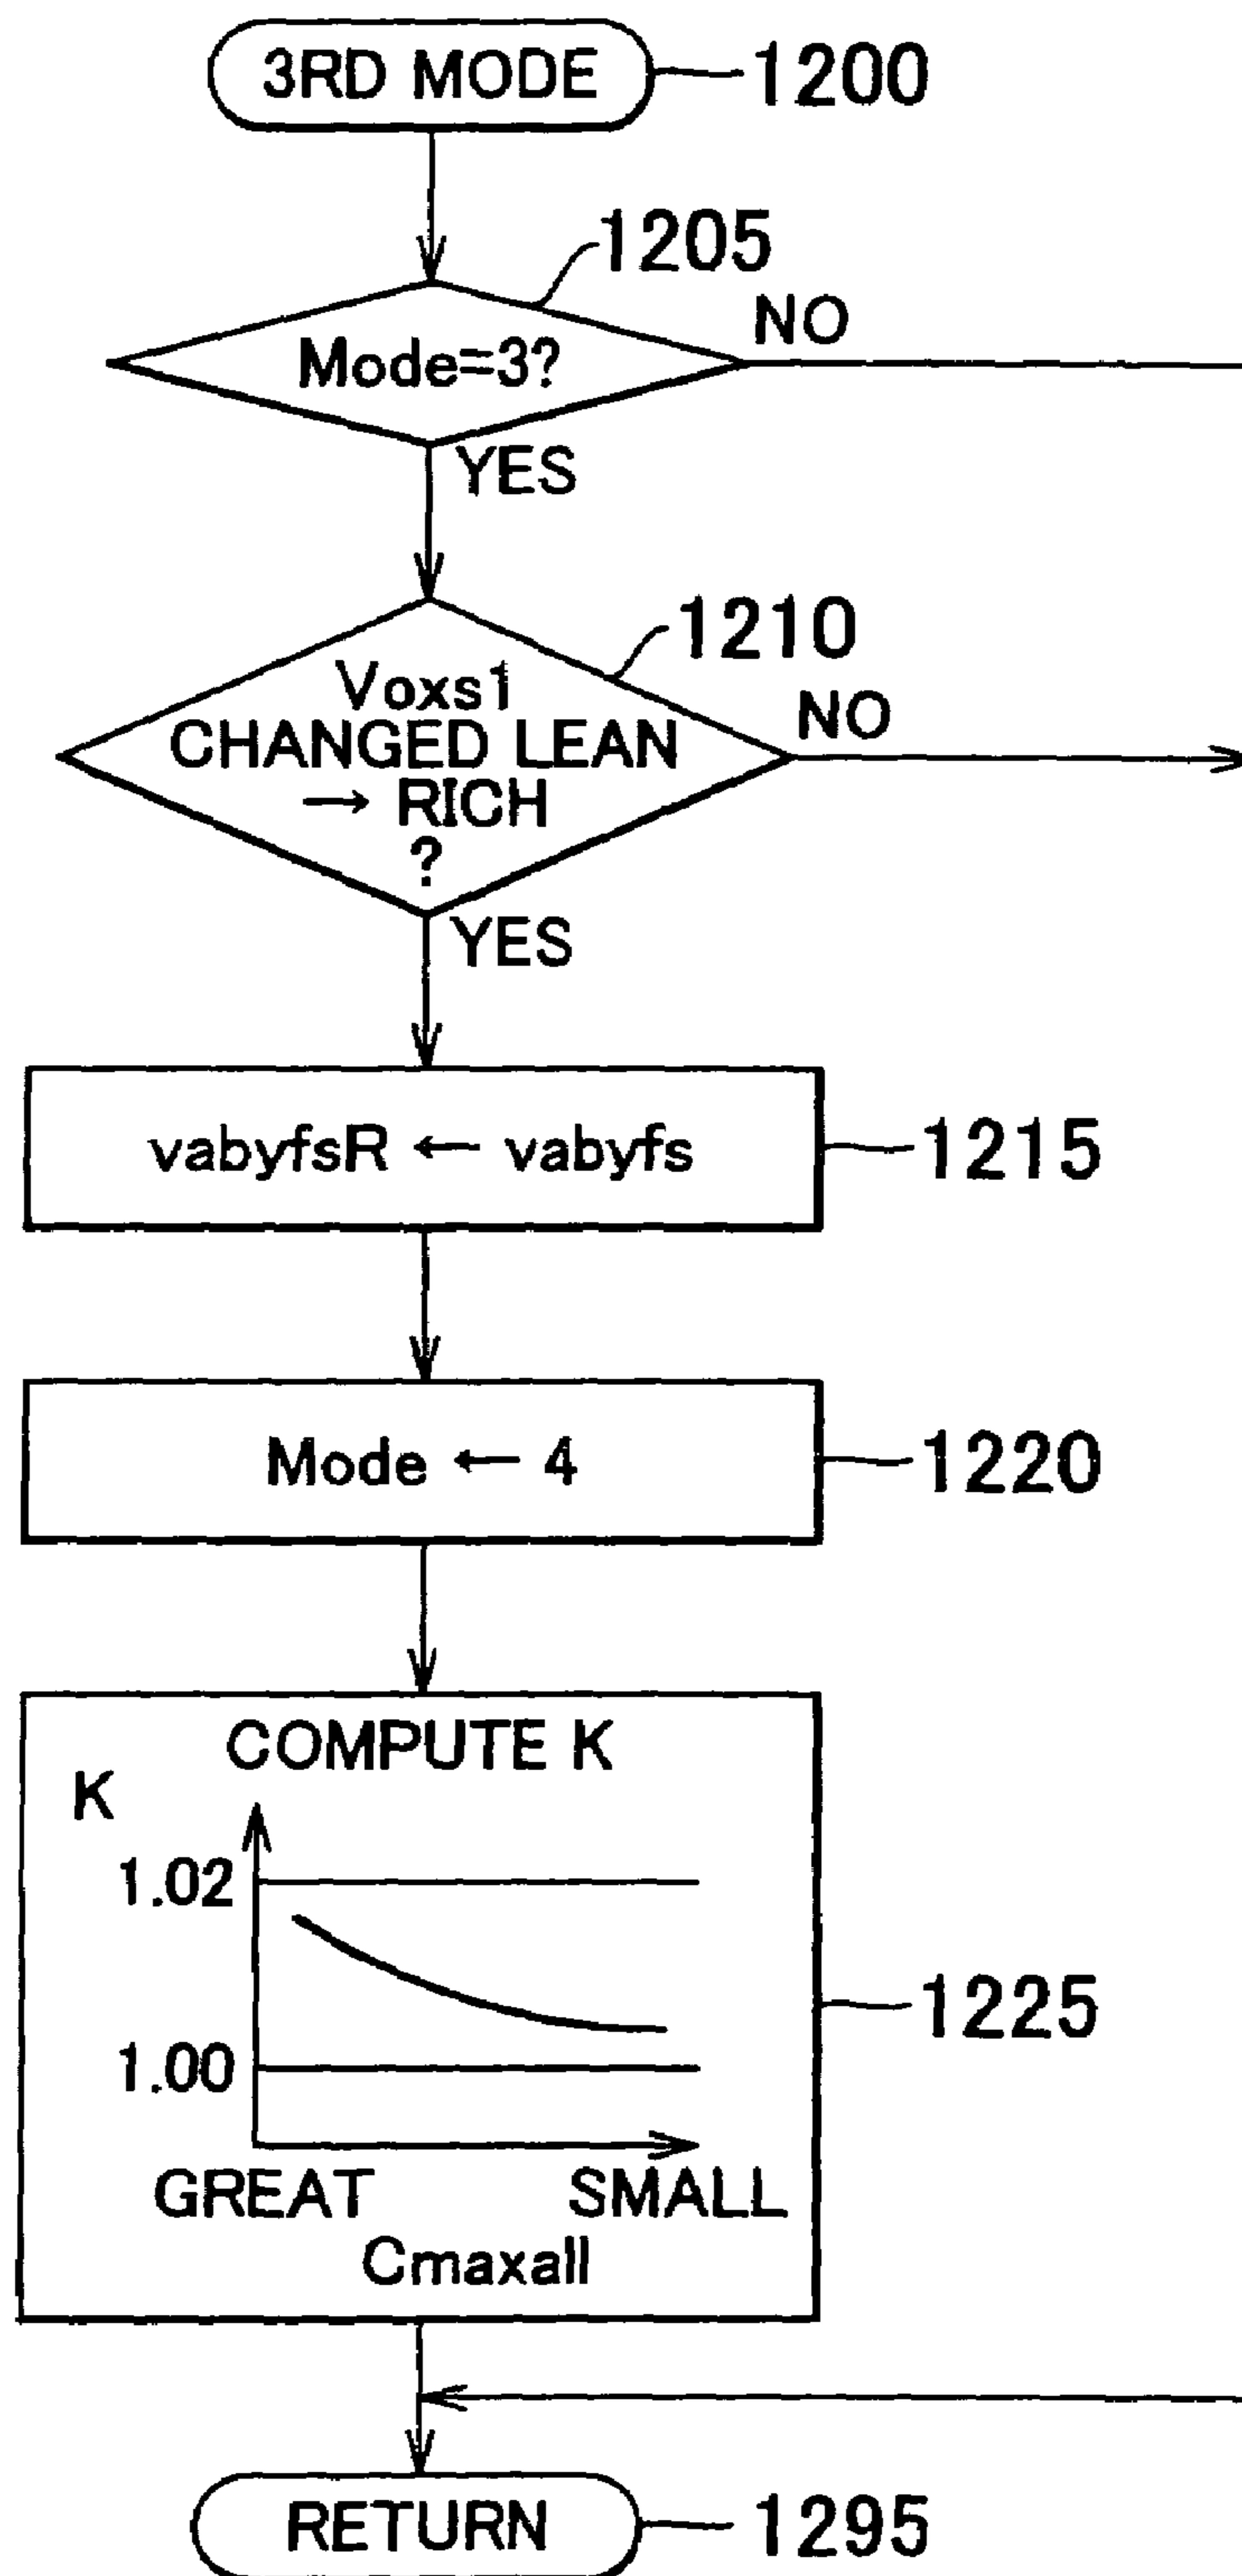 3RD MODE
1200
1205
Mode=3?
NO
YES
1210
Voxs1
CHANGED LEAN
→ RICH
?
NO
YES
vabyfsR ← vabyfs
1215
Mode ← 4
1220
COMPUTE K
K
1.02
1.00
GREAT
SMALL
Cmaxall
1225
RETURN
1295